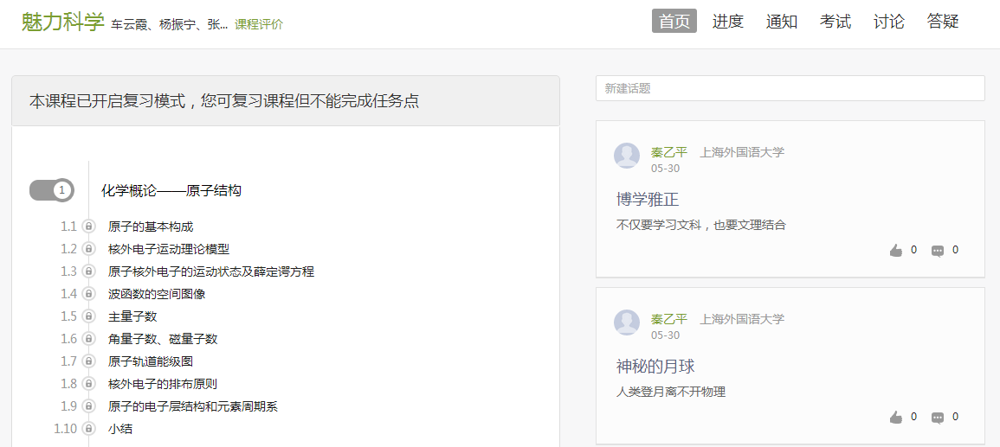 魅力科学 车云霞、杨振宁、张... 课程评价
首页 进度 通知 考试 讨论 答疑
本课程已开启复习模式，您可复习课程但不能完成任务点
1 化学概论——原子结构
1.1 原子的基本构成
1.2 核外电子运动理论模型
1.3 原子核外电子的运动状态及薛定谔方程
1.4 波函数的空间图像
1.5 主量子数
1.6 角量子数、磁量子数
1.7 原子轨道能级图
1.8 核外电子的排布原则
1.9 原子的电子层结构和元素周期系
1.10 小结
新建话题
秦乙平 上海外国语大学
05-30
博学雅正
不仅要学习文科，也要文理结合
0 0
秦乙平 上海外国语大学
05-30
神秘的月球
人类登月离不开物理
0 0